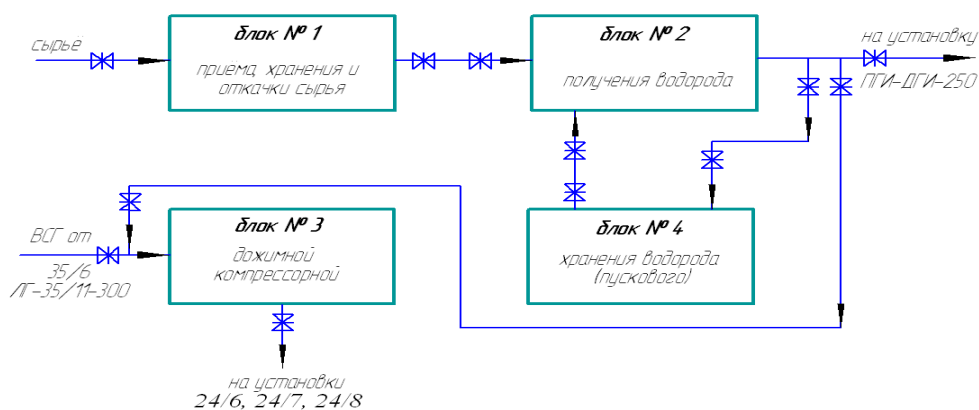 сырье
блок № 1
приема, хранения и
откачки сырья
блок № 2
получения водорода
на установку
ПГИ-ДГИ-250
ВСГ от
35/6
ЛГ-35/11-300
блок № 3
дожимной
компрессорной
блок № 4
хранения водорода
(пускового)
на установки
24/6, 24/7, 24/8